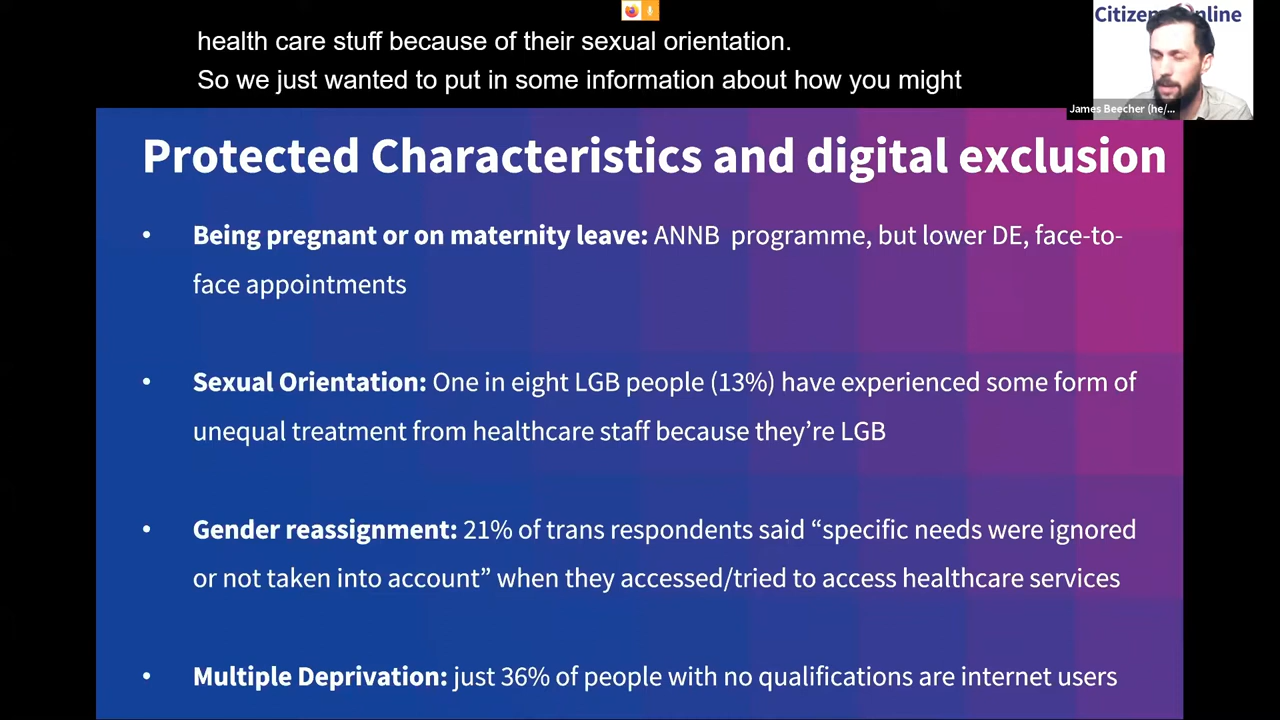 health care stuff because of their sexual orientation.
So we just wanted to put in some information about how you might
Citizens Online
James Beecher (he/...
Protected Characteristics and digital exclusion
• Being pregnant or on maternity leave: ANNB programme, but lower DE, face-to-
face appointments
• Sexual Orientation: One in eight LGB people (13%) have experienced some form of
unequal treatment from healthcare staff because they’re LGB
• Gender reassignment: 21% of trans respondents said “specific needs were ignored
or not taken into account” when they accessed/tried to access healthcare services
• Multiple Deprivation: just 36% of people with no qualifications are internet users